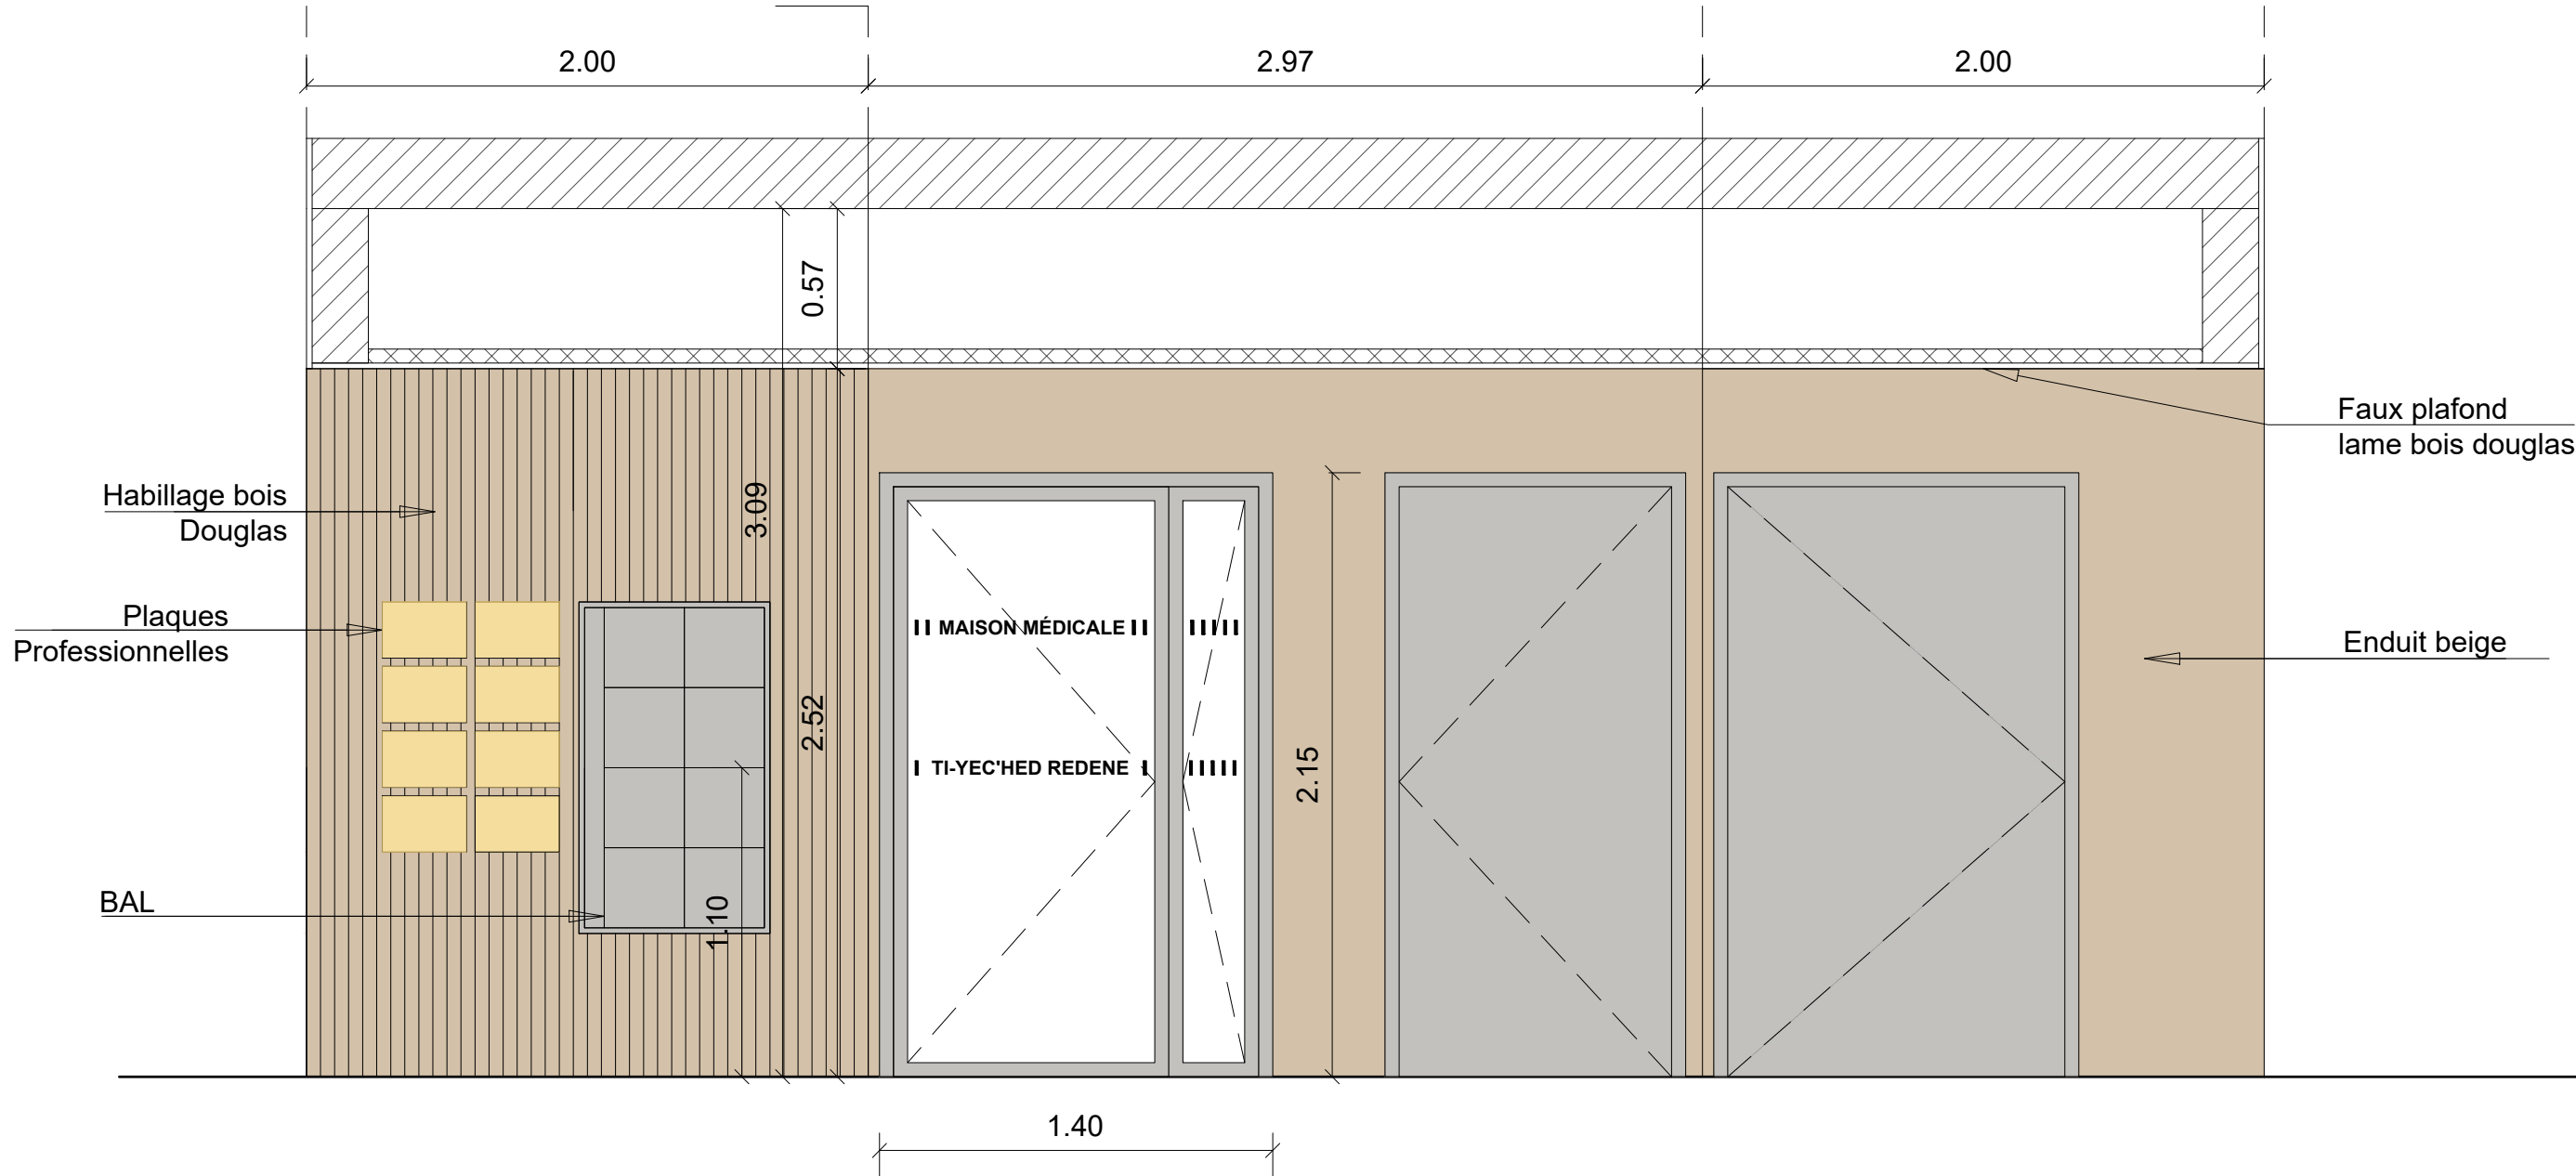 2.00
2.97
2.00
0.57
Faux plafond
lame bois douglas
Habillage bois
Douglas
3.09
Plaques
Professionnelles
MAISON MÉDICALE
Enduit beige
2.52
TI-YEC'HED REDENE
2.15
BAL
1.10
1.40